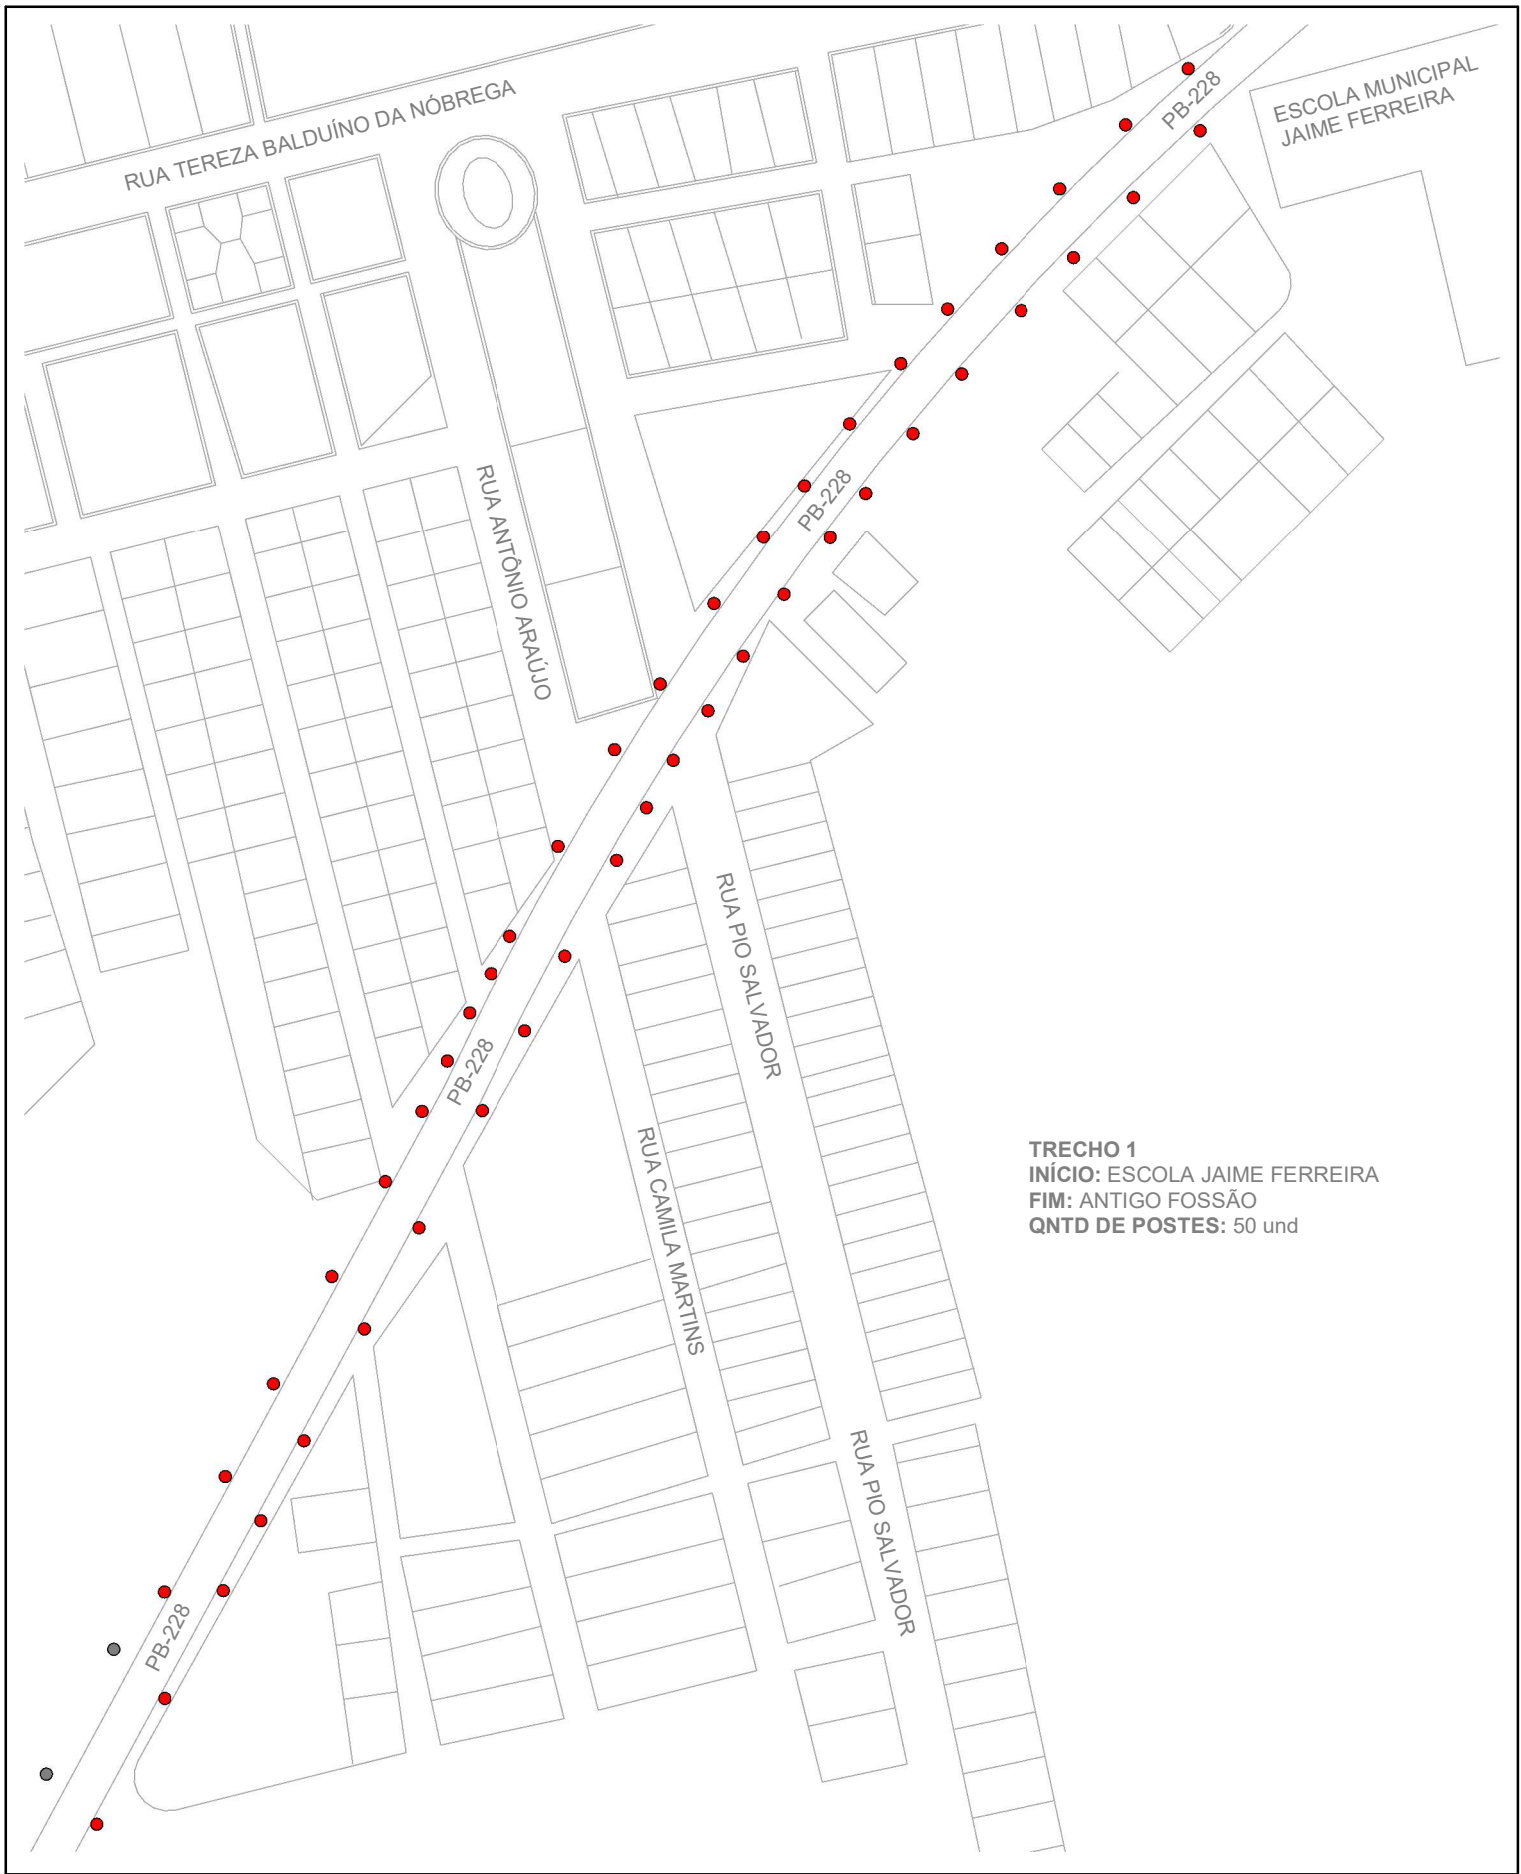 RUA TEREZA BALDUÍNO DA NÓBREGA
PB-228
ESCOLA MUNICIPAL
JAIME FERREIRA
RUA ANTÔNIO ARAÚJO
PB-228
RUA PIO SALVADOR
PB-228
RUA CAMILA MARTINS
TRECHO 1
INÍCIO: ESCOLA JAIME FERREIRA
FIM: ANTIGO FOSSÃO
QNTD DE POSTES: 50 und
RUA PIO SALVADOR
PB-228